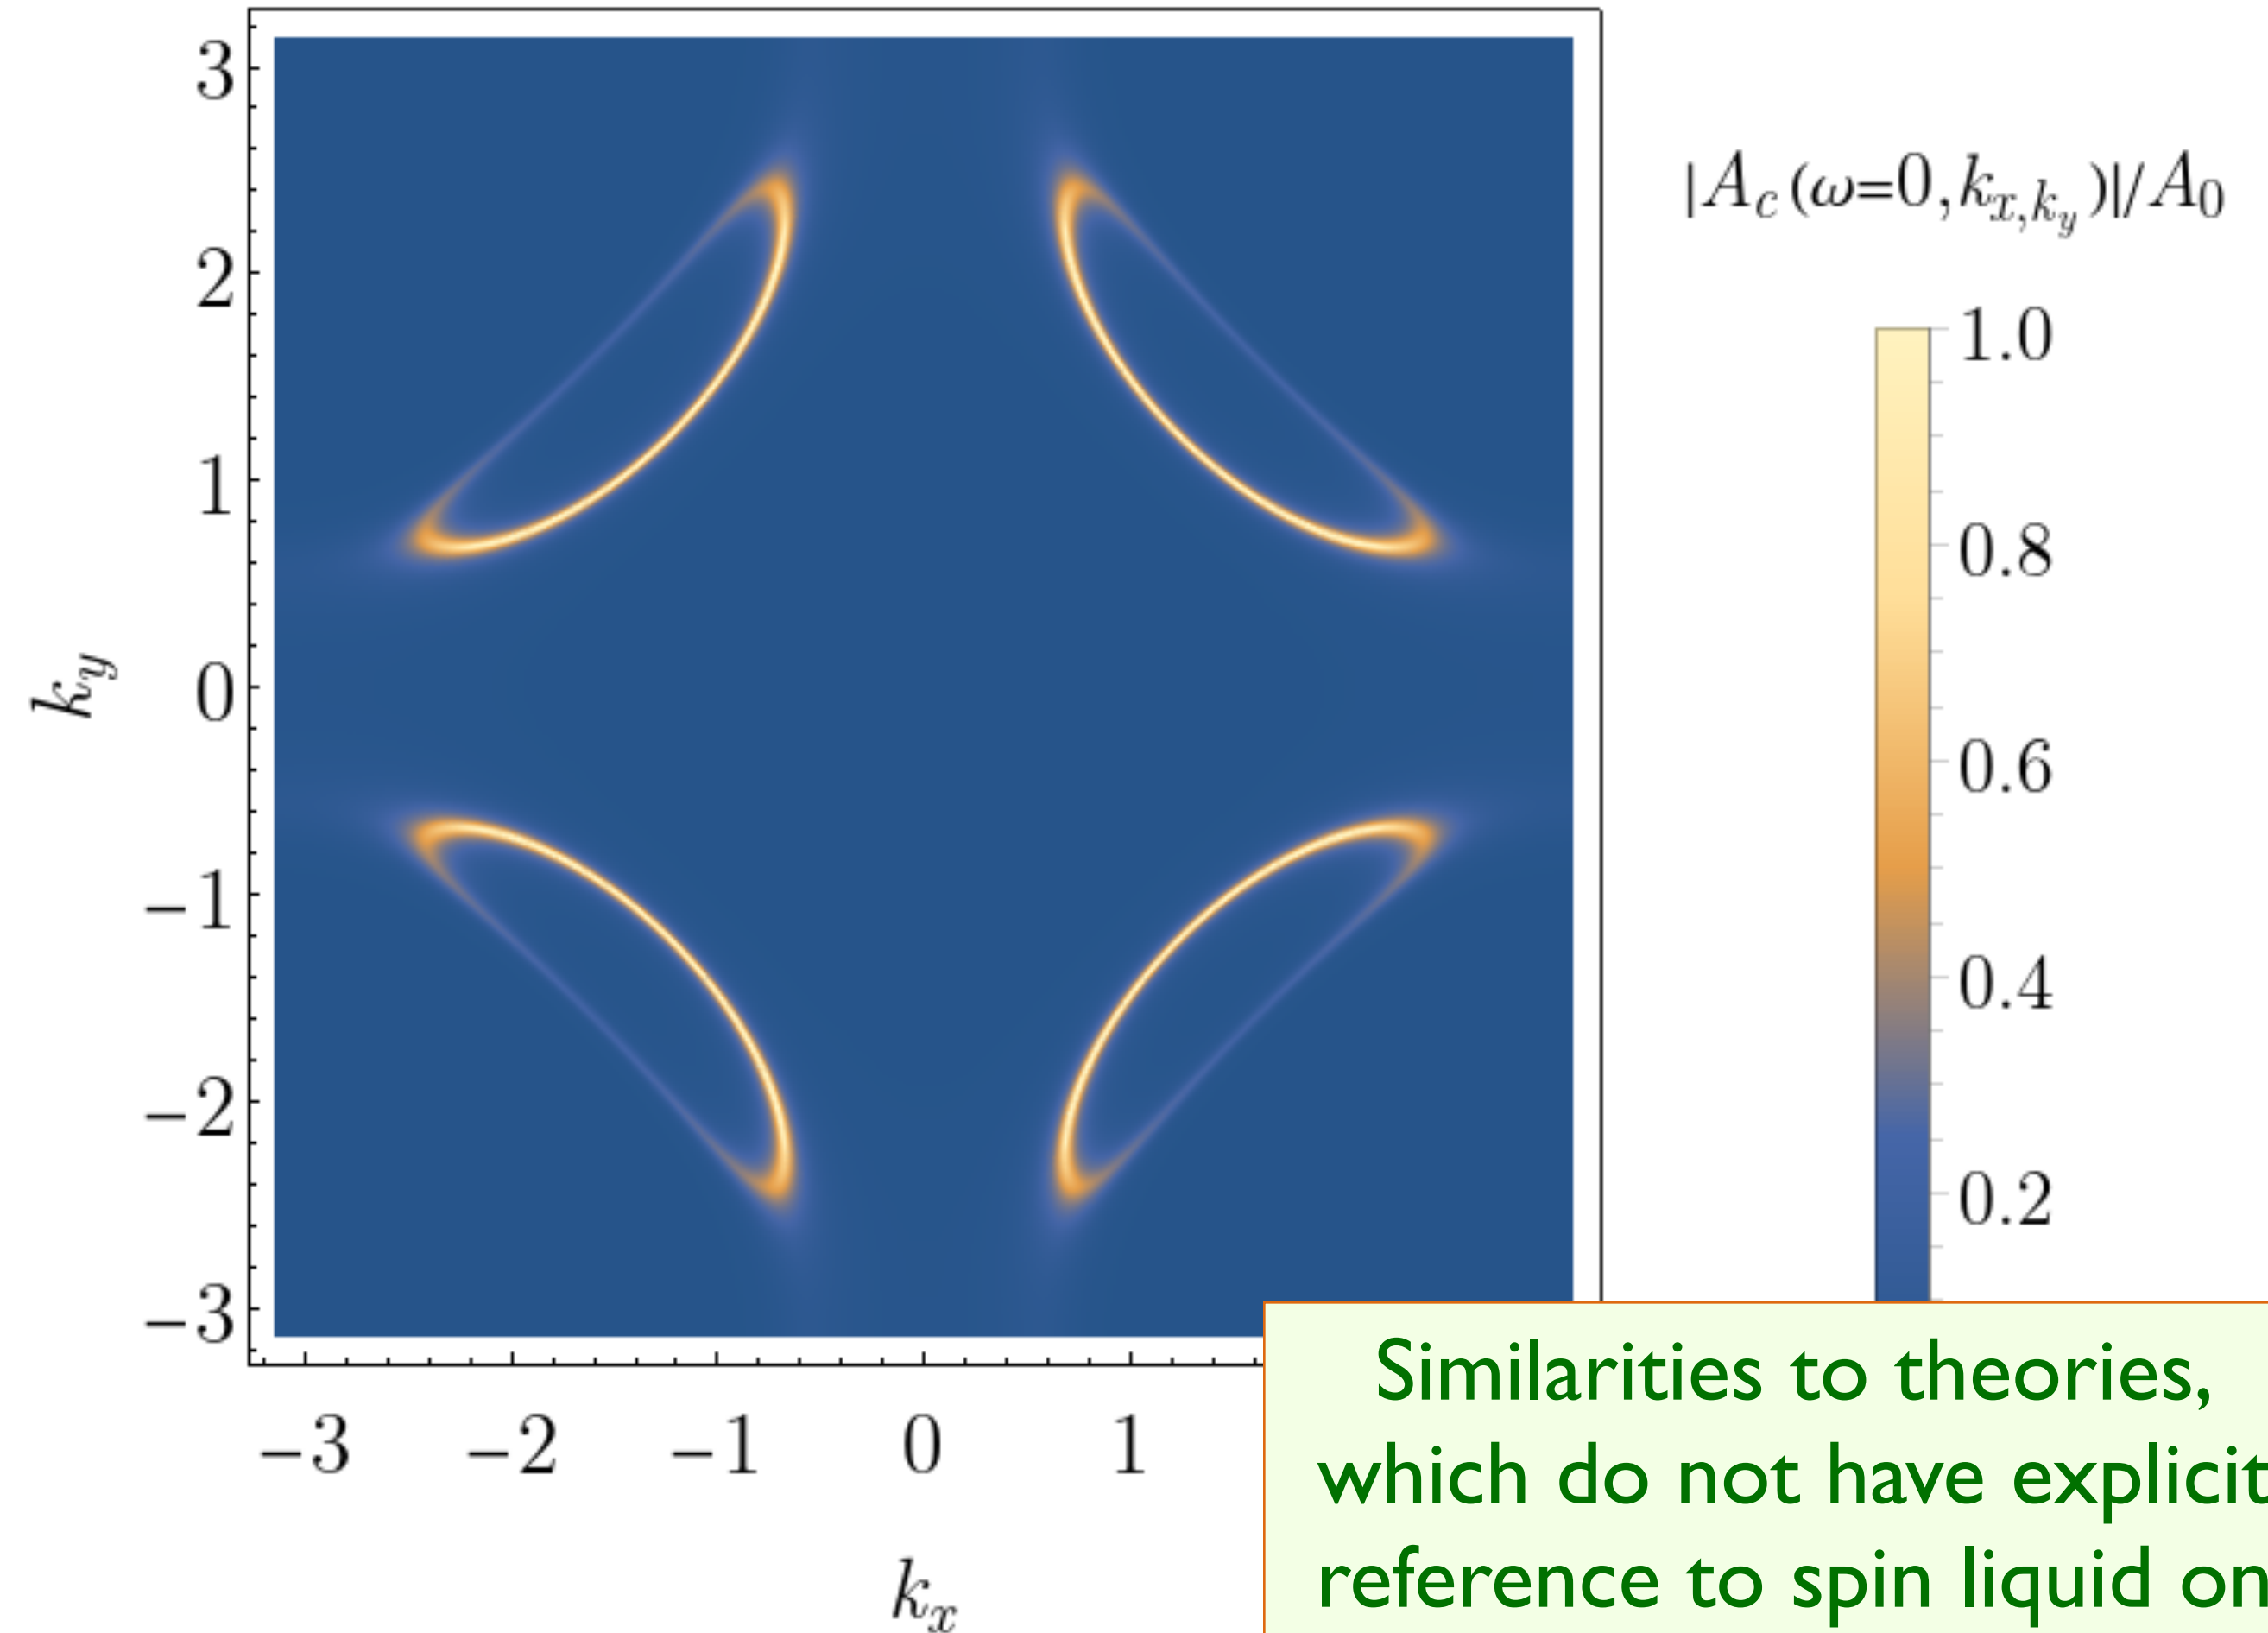 3
2
1
0
−1
−2
−3
k_y
−3 −2 −1 0 1
k_x
|A_c(ω=0,k_{x,k_y})|/A_0
1.0
0.8
0.6
0.4
0.2
Similarities to theories,
which do not have explicit
reference to spin liquid on